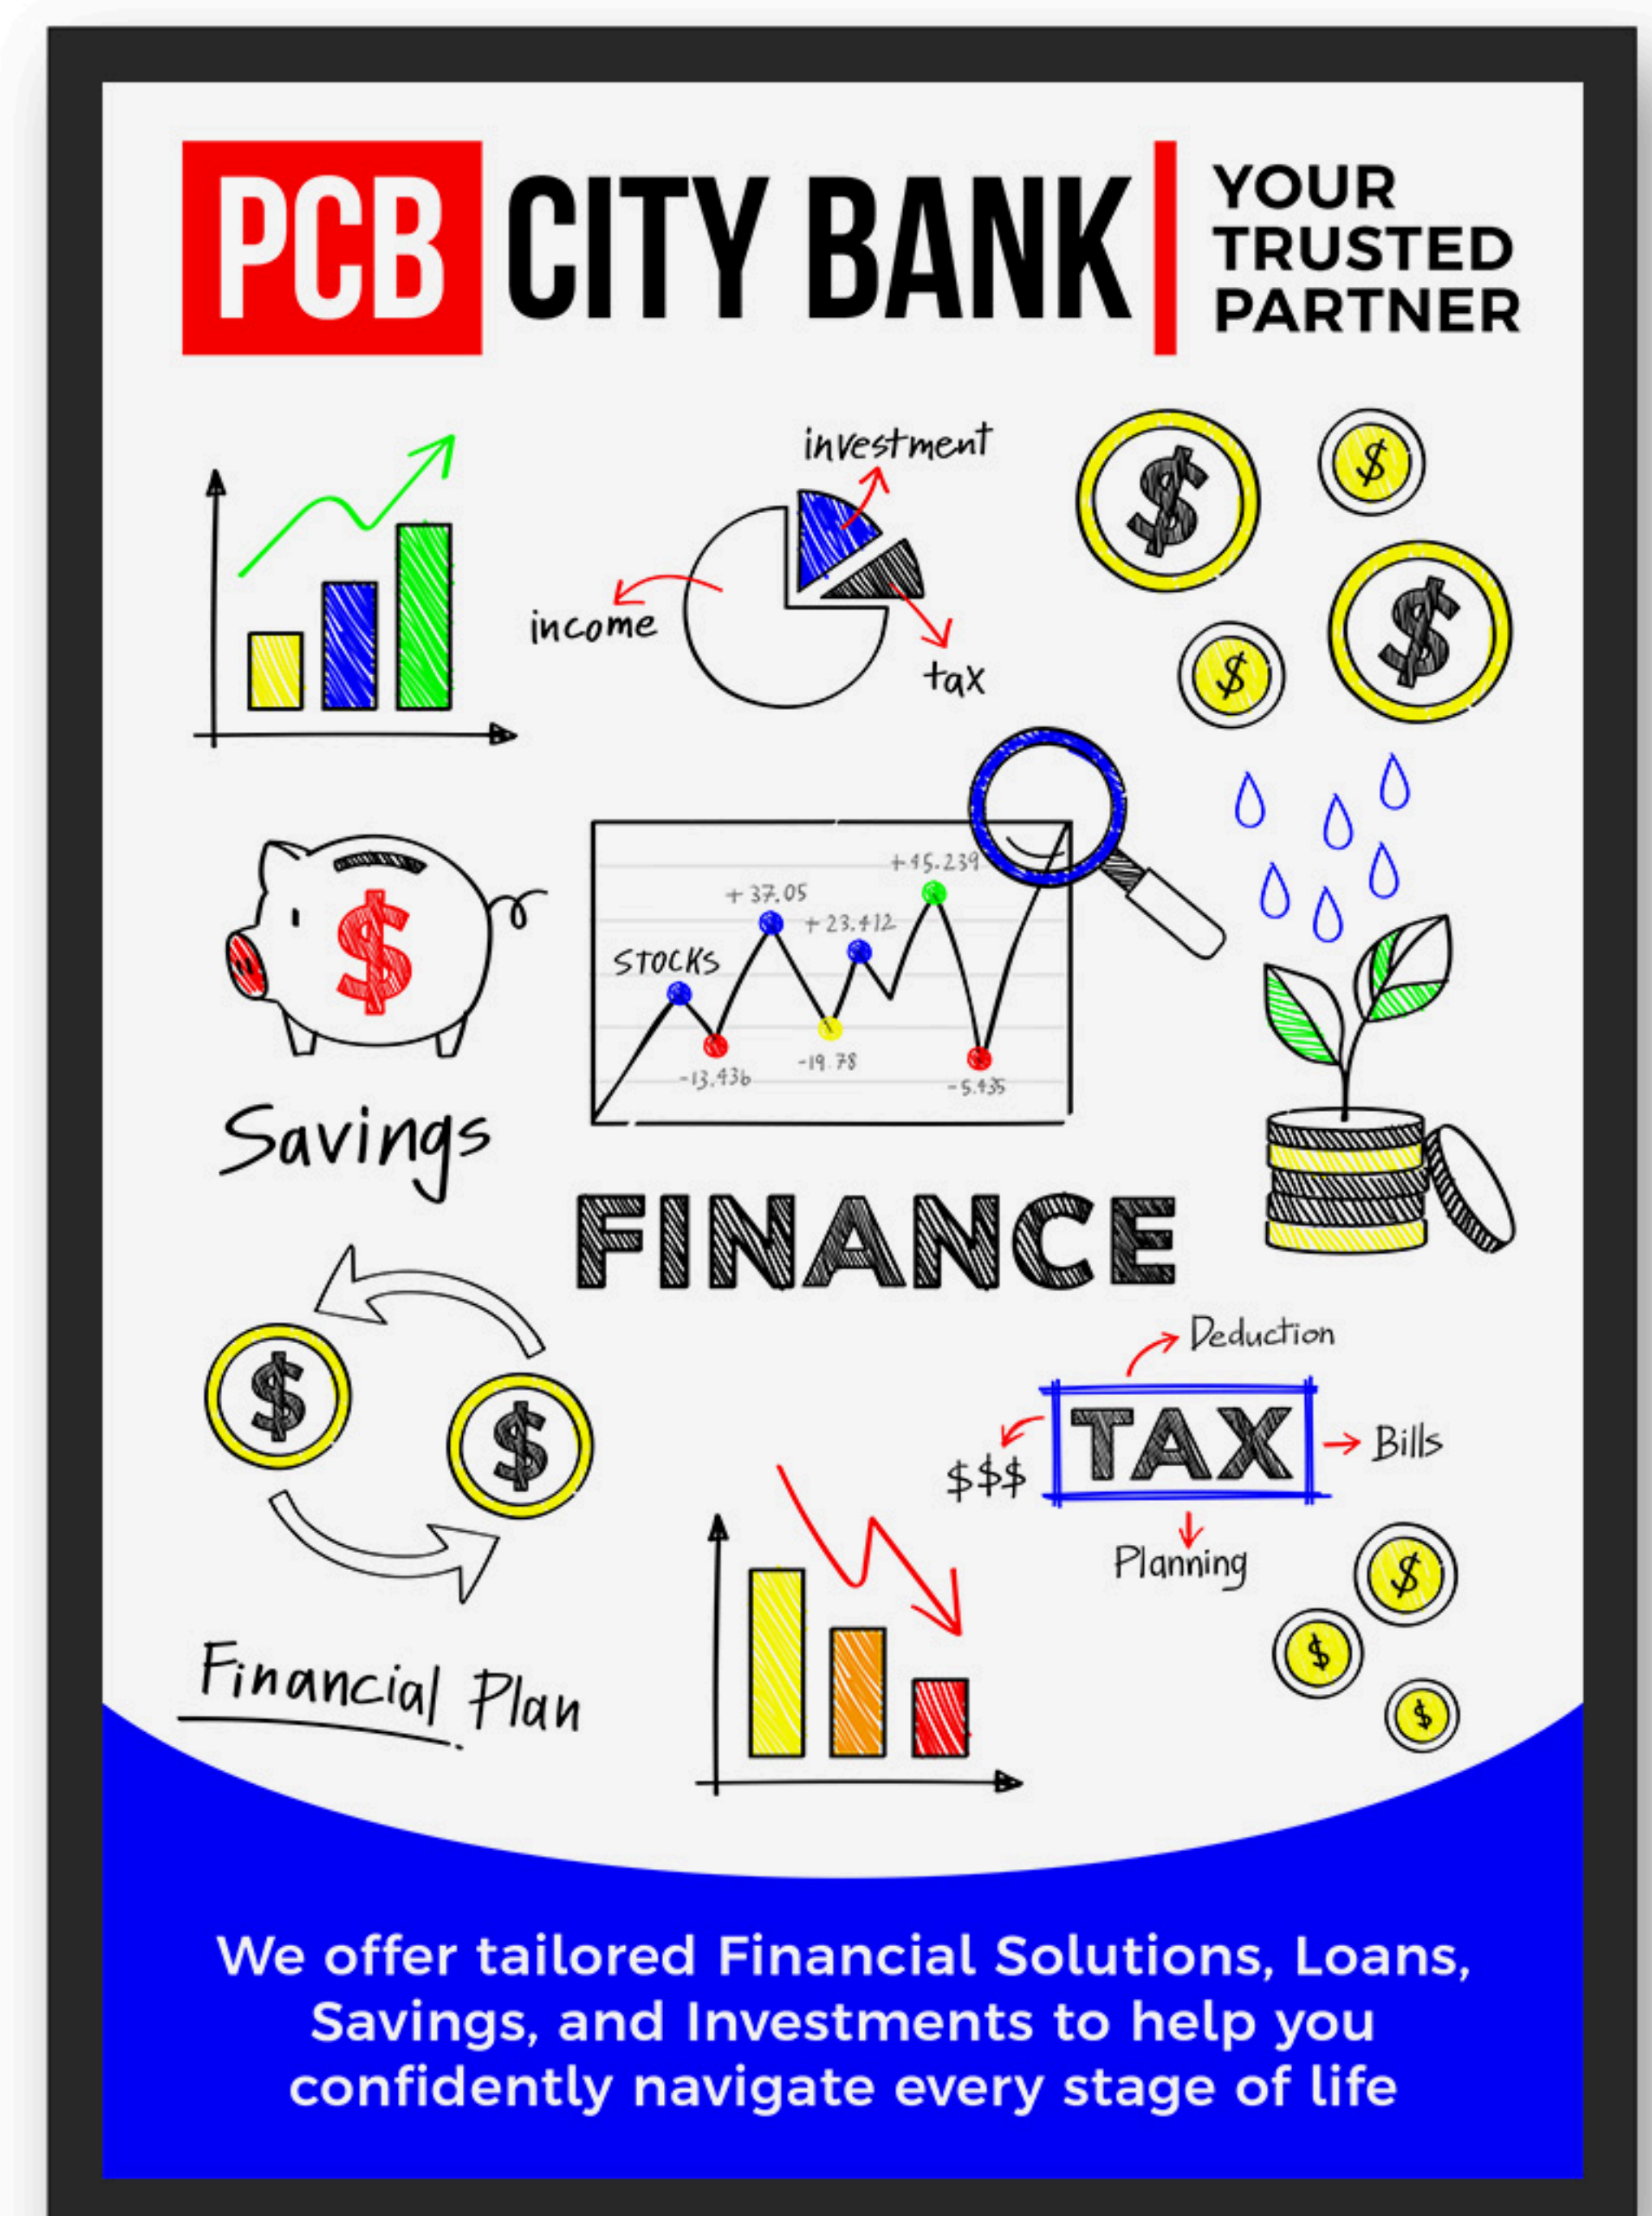 PCB CITY BANK
YOUR
TRUSTED
PARTNER
investment
income
tax
$
$
$
$
$
STOCKS
+37.05
+23.412
+45.239
-13.436
-19.78
-5.435
Savings
FINANCE
$
$
Deduction
TAX
$$$
Bills
Planning
$
$
$
Financial Plan
We offer tailored Financial Solutions, Loans,
Savings, and Investments to help you
confidently navigate every stage of life